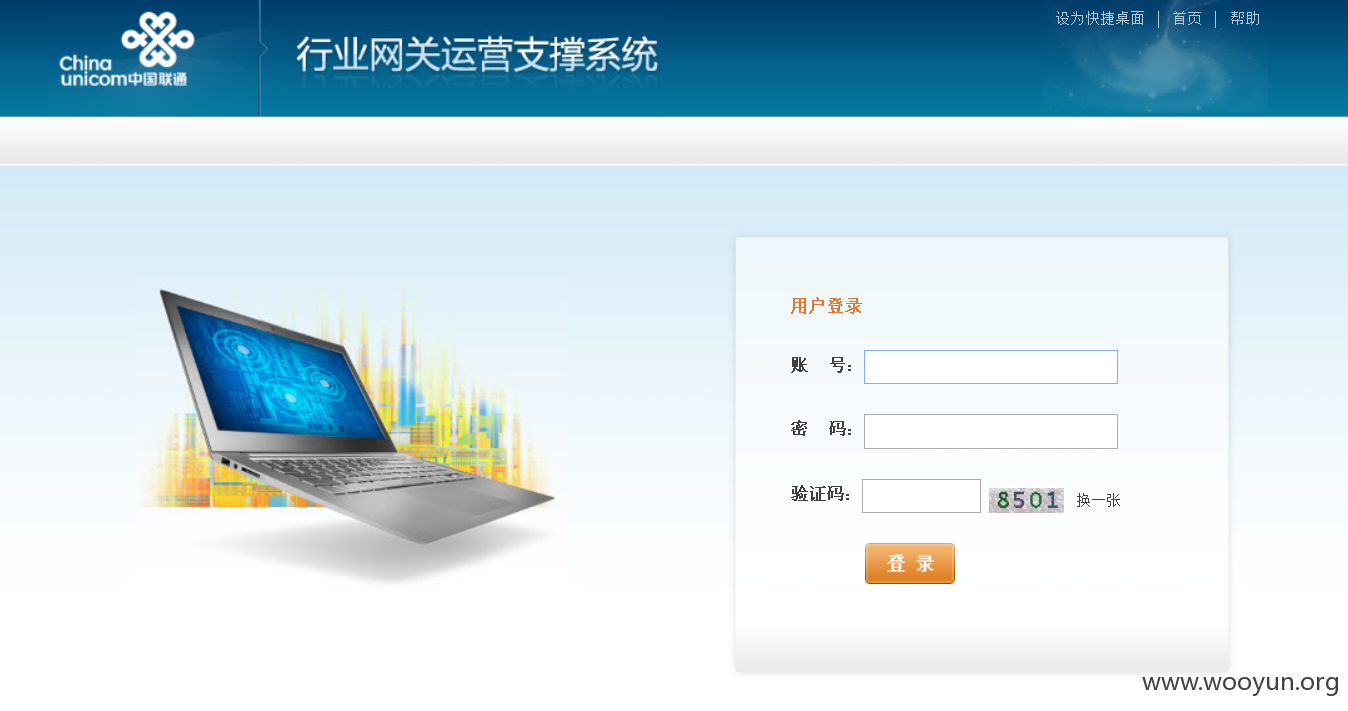 设为快捷桌面 | 首页 | 帮助
China
unicom中国联通
行业网关运营支撑系统
用户登录
账 号:
密 码:
验证码: 8501 换一张
登 录
www.wooyun.org